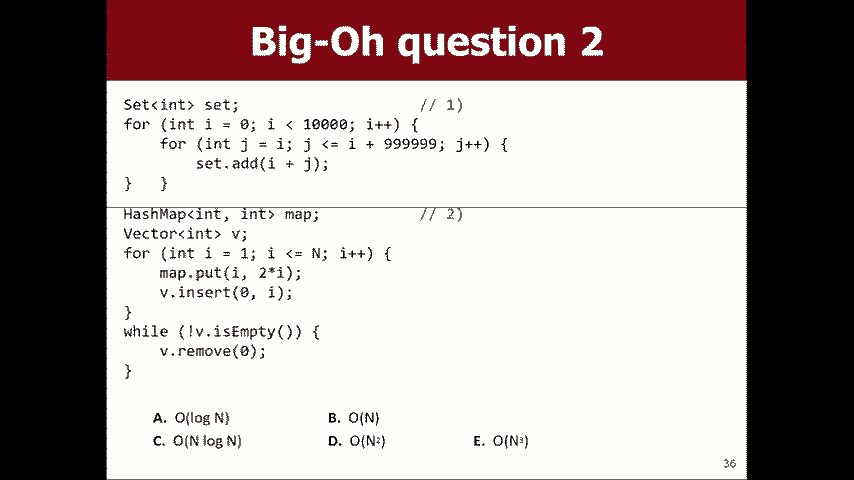 Big-Oh question 2
Set<int> set; // 1)
for (int i = 0; i < 10000; i++) {
for (int j = i; j <= i + 999999; j++) {
set.add(i + j);
} }
HashMap<int, int> map; // 2)
Vector<int> v;
for (int i = 1; i <= N; i++) {
map.put(i, 2*i);
v.insert(0, i);
}
while (!v.isEmpty()) {
v.remove(0);
}
A. O(log N) B. O(N)
C. O(N log N) D. O(N²) E. O(N³)
36